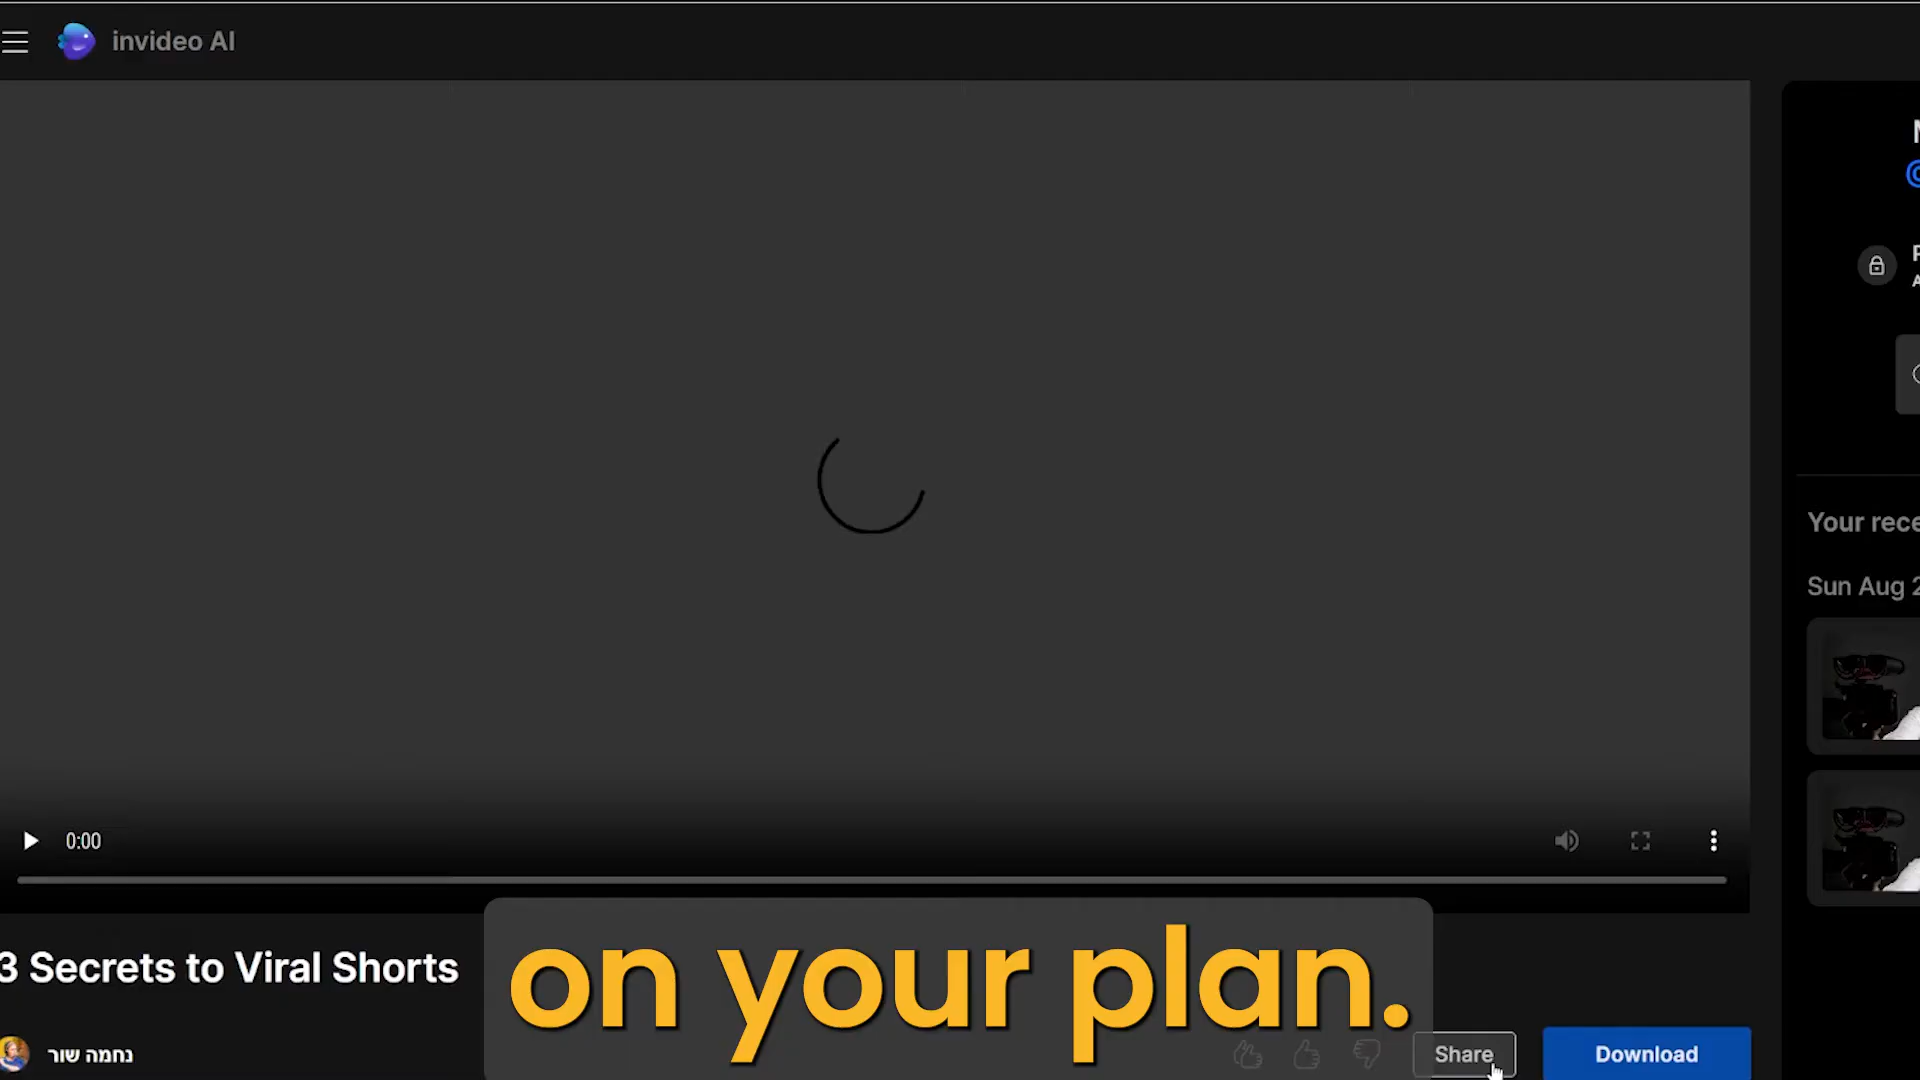 invideo AI
Your rece
Sun Aug 2
0:00
3 Secrets to Viral Shorts
on your plan.
נחמה שור
Share
Download